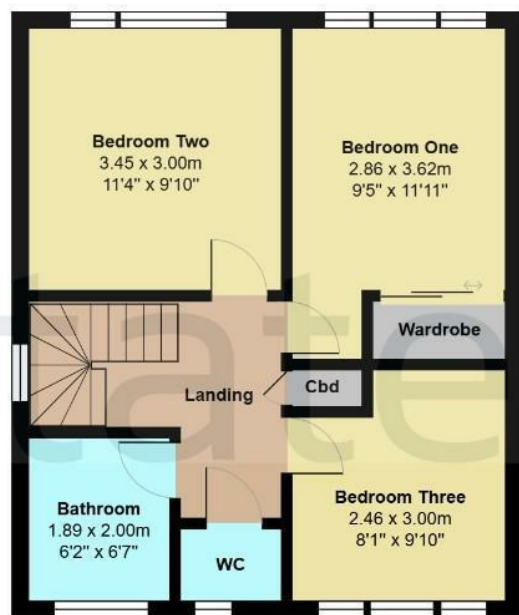 Bedroom Two
3.45 x 3.00m
11'4" x 9'10"
Bedroom One
2.86 x 3.62m
9'5" x 11'11"
Wardrobe
Cbd
Landing
Bathroom
1.89 x 2.00m
6'2" x 6'7"
WC
Bedroom Three
2.46 x 3.00m
8'1" x 9'10"
tate